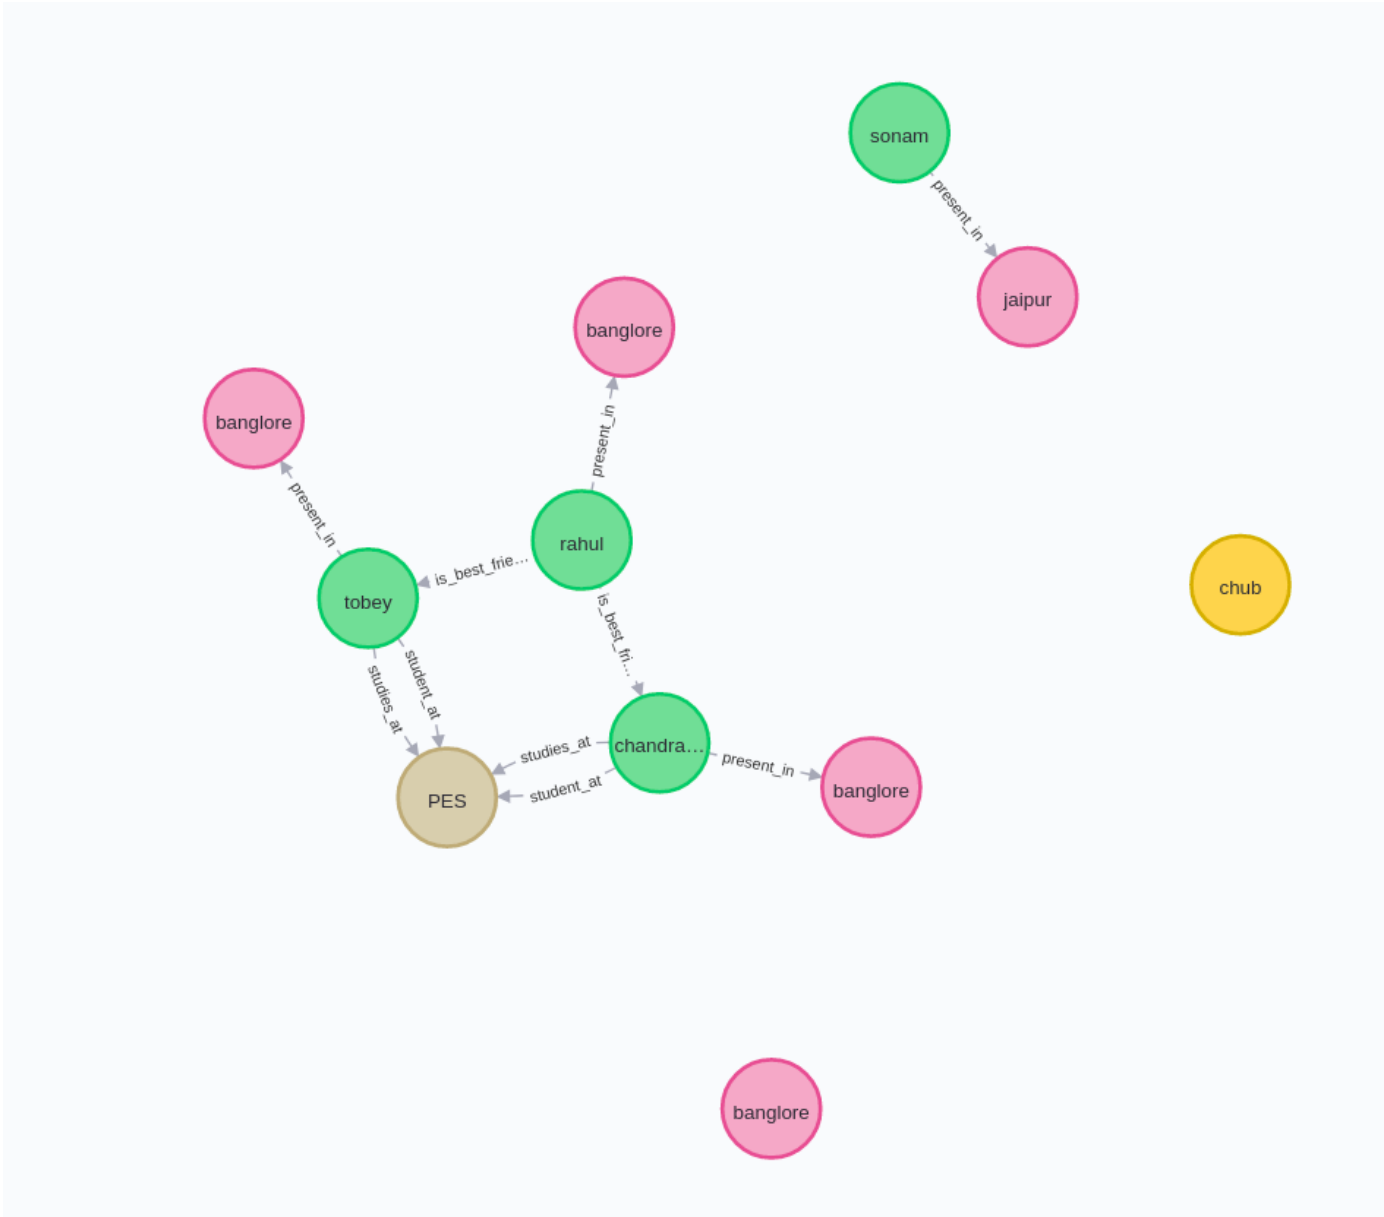 sonam
present_in
jaipur
banglore
banglore
present_in
present_in
rahul
is_best_frie…
tobey
chub
is_best_fri…
studies_at
student_at
chandra…
studies_at
present_in
student_at
PES
banglore
banglore